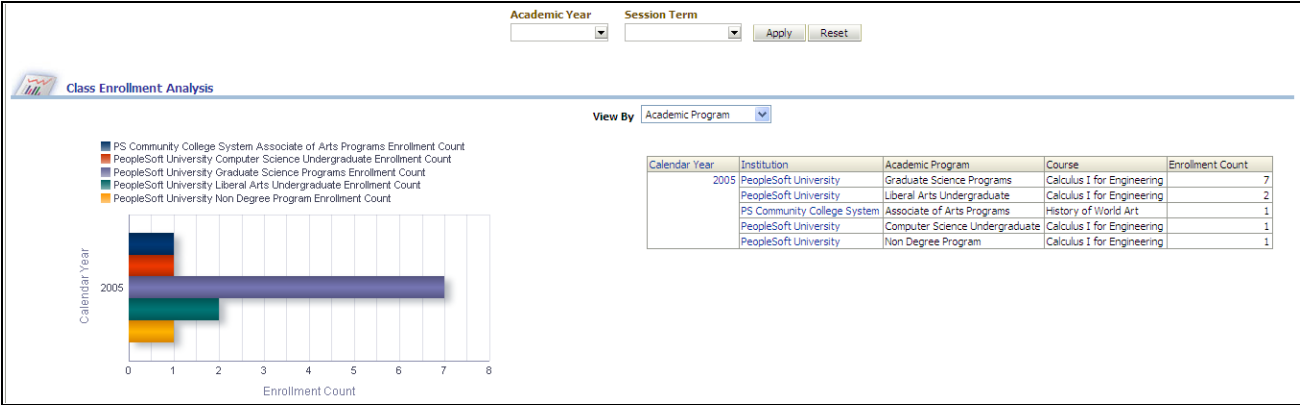 Academic Year Session Term
Apply Reset
Class Enrollment Analysis
View By Academic Program
PS Community College System Associate of Arts Programs Enrollment Count
PeopleSoft University Computer Science Undergraduate Enrollment Count
PeopleSoft University Graduate Science Programs Enrollment Count
PeopleSoft University Liberal Arts Undergraduate Enrollment Count
PeopleSoft University Non Degree Program Enrollment Count
Calendar Year
2005
0 1 2 3 4 5 6 7 8
Enrollment Count
Calendar Year Institution Academic Program Course Enrollment Count
2005 PeopleSoft University Graduate Science Programs Calculus I for Engineering 7
PeopleSoft University Liberal Arts Undergraduate Calculus I for Engineering 2
PS Community College System Associate of Arts Programs History of World Art 1
PeopleSoft University Computer Science Undergraduate Calculus I for Engineering 1
PeopleSoft University Non Degree Program Calculus I for Engineering 1